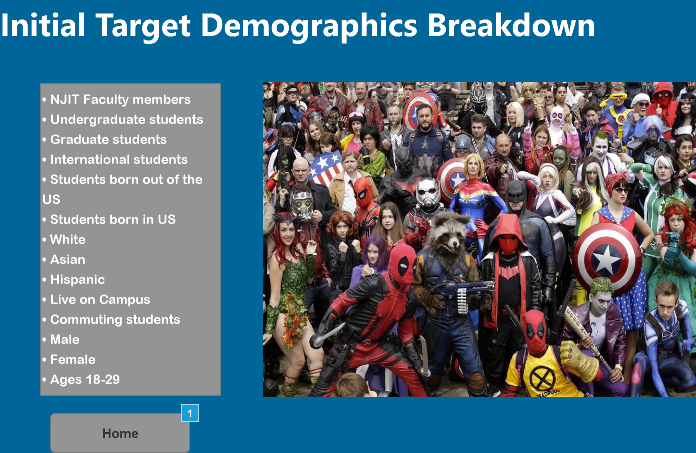 Initial Target Demographics Breakdown
• NJIT Faculty members
• Undergraduate students
• Graduate students
• International students
• Students born out of the
US
• Students born in US
• White
• Asian
• Hispanic
• Live on Campus
• Commuting students
• Male
• Female
• Ages 18-29
1
Home